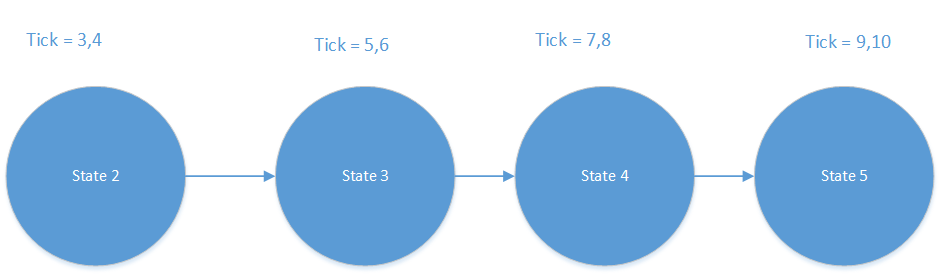 Tick = 3,4
Tick = 5,6
Tick = 7,8
Tick = 9,10
State 2
State 3
State 4
State 5